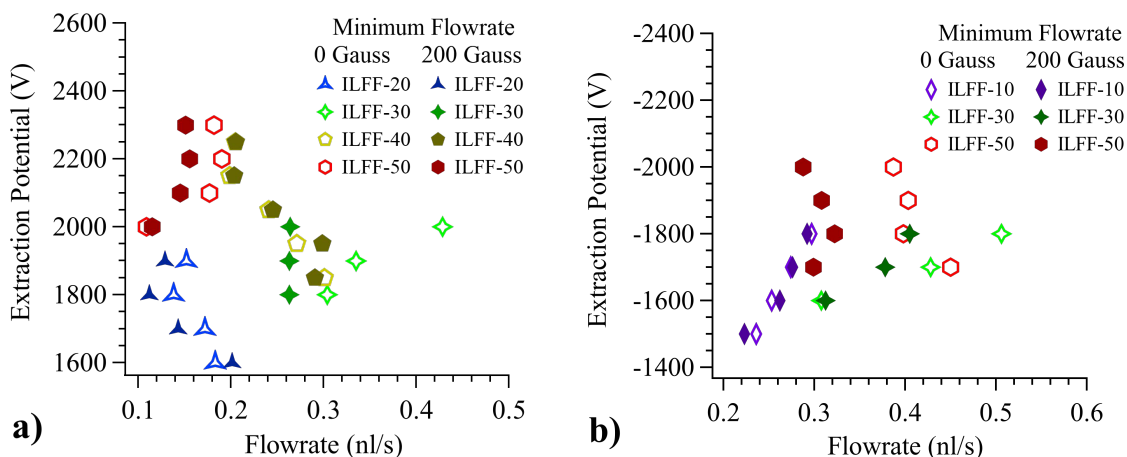 Minimum Flowrate
0 Gauss 200 Gauss
ILFF-20 ILFF-20
ILFF-30 ILFF-30
ILFF-40 ILFF-40
ILFF-50 ILFF-50
Extraction Potential (V)
2600
2400
2200
2000
1800
1600
0.1 0.2 0.3 0.4 0.5
Flowrate (nl/s)
a)
Minimum Flowrate
0 Gauss 200 Gauss
ILFF-10 ILFF-10
ILFF-30 ILFF-30
ILFF-50 ILFF-50
Extraction Potential (V)
-2400
-2200
-2000
-1800
-1600
-1400
0.2 0.3 0.4 0.5 0.6
Flowrate (nl/s)
b)